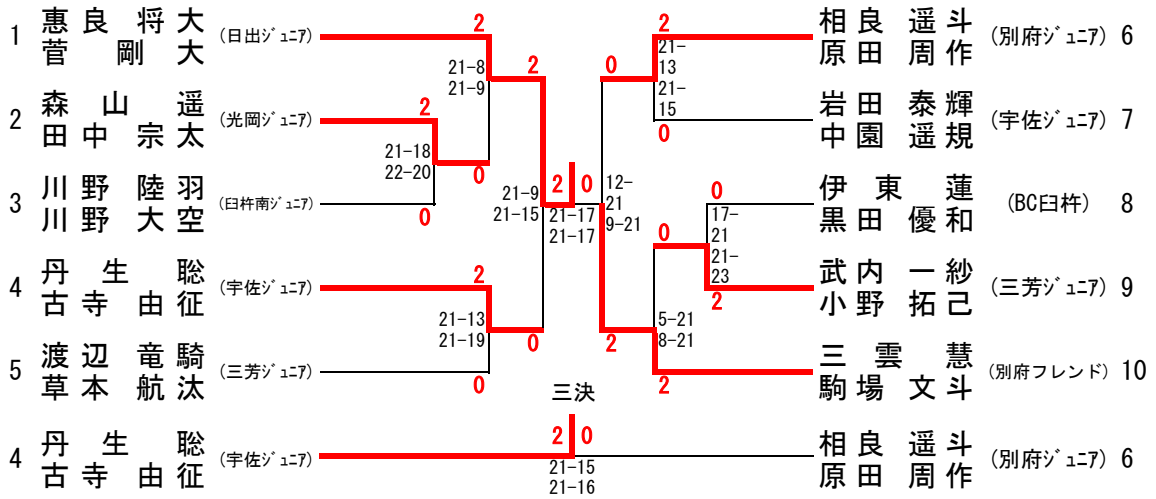 1 惠良将大 (日出ジュニア)
菅剛大
2 森山遥 (光岡ジュニア)
田中宗太
3 川野陸羽 (臼杵南ジュニア)
川野大空
4 丹生聡 (宇佐ジュニア)
古寺由征
5 渡辺竜騎 (三芳ジュニア)
草本航汰
2
21-8
21-9
2
21-18
22-20
0
0
2
21-9
21-15
2
21-13
21-19
0
0
2 0
21-17
21-17
0
12-
21
9-21
2
2
21-
13
21-
15
0
0
17-
21
21-
23
2
0
5-21
8-21
2
相良遥斗 (別府ジュニア) 6
原田周作
岩田泰輝 (宇佐ジュニア) 7
中園遥規
伊東蓮 (BC臼杵) 8
黒田優和
武内一紗 (三芳ジュニア) 9
小野拓己
三雲慧 (別府フレンド) 10
駒場文斗
三決
4 丹生聡 (宇佐ジュニア)
古寺由征
2 0
21-15
21-16
相良遥斗 (別府ジュニア) 6
原田周作